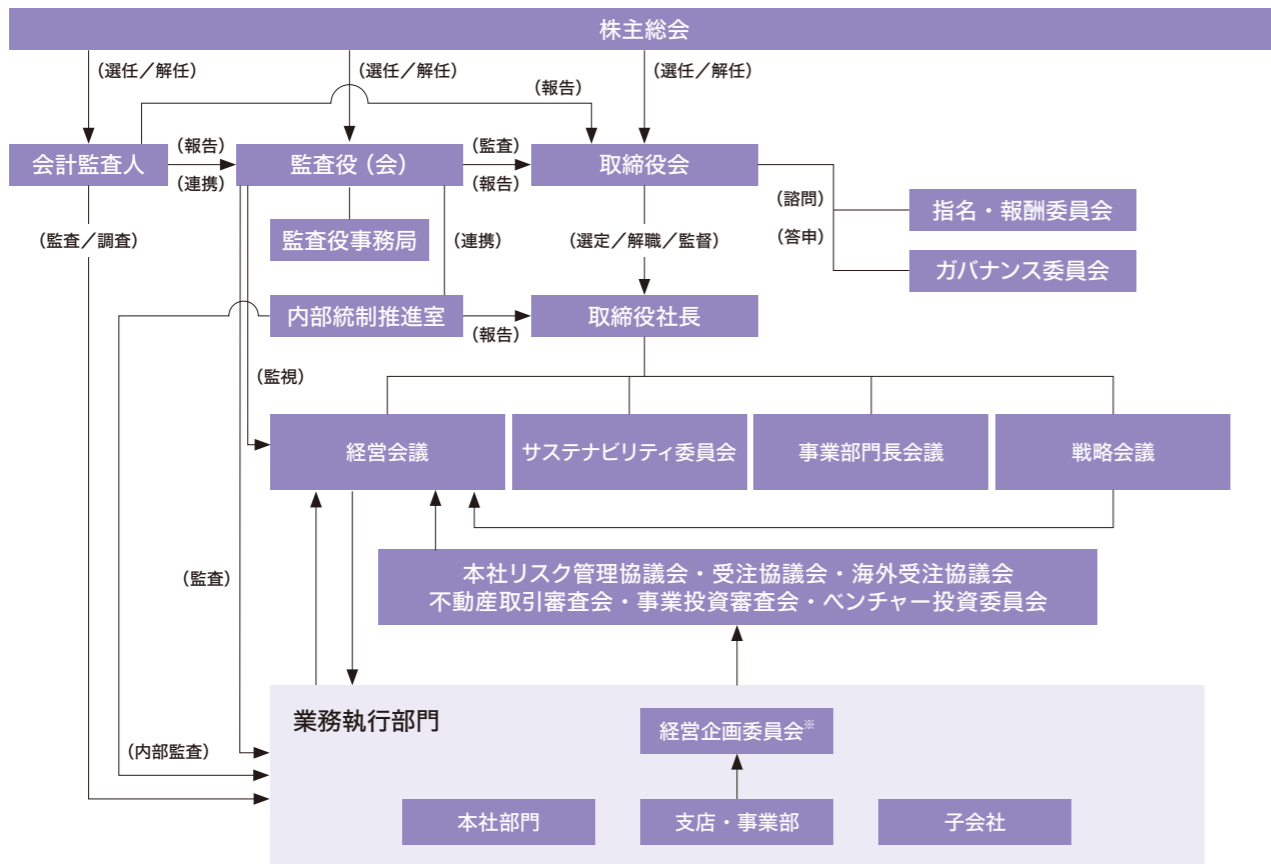 株主総会
(選任／解任)
(選任／解任)
(選任／解任)
(報告)
会計監査人
(報告)
(連携)
監査役（会）
(監査)
(報告)
取締役会
(諮問)
(答申)
指名・報酬委員会
ガバナンス委員会
(監査／調査)
監査役事務局
(連携)
(選定／解職／監督)
内部統制推進室
(報告)
取締役社長
(監視)
経営会議
サステナビリティ委員会
事業部門長会議
戦略会議
(監査)
本社リスク管理協議会・受注協議会・海外受注協議会
不動産取引審査会・事業投資審査会・ベンチャー投資委員会
業務執行部門
経営企画委員会※
(内部監査)
本社部門
支店・事業部
子会社